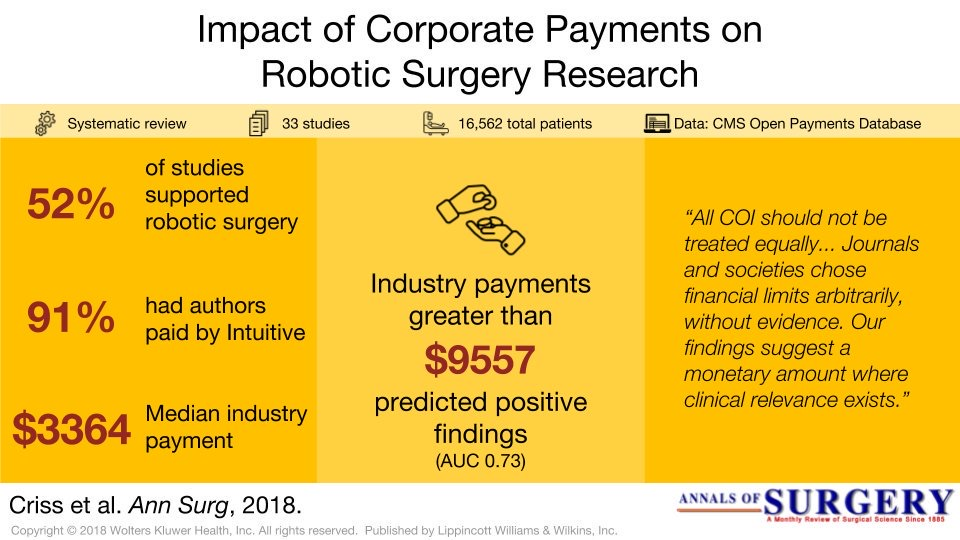 Impact of Corporate Payments on
Robotic Surgery Research
Systematic review
33 studies
16,562 total patients
Data: CMS Open Payments Database
52%
of studies
supported
robotic surgery
91%
had authors
paid by Intuitive
$3364
Median industry
payment
Industry payments
greater than
$9557
predicted positive
findings
(AUC 0.73)
“All COI should not be
treated equally... Journals
and societies chose
financial limits arbitrarily,
without evidence. Our
findings suggest a
monetary amount where
clinical relevance exists.”
Criss et al. Ann Surg, 2018.
Copyright © 2018 Wolters Kluwer Health, Inc. All rights reserved. Published by Lippincott Williams & Wilkins, Inc.
ANNALS OF SURGERY
A Monthly Review of Surgical Science Since 1885